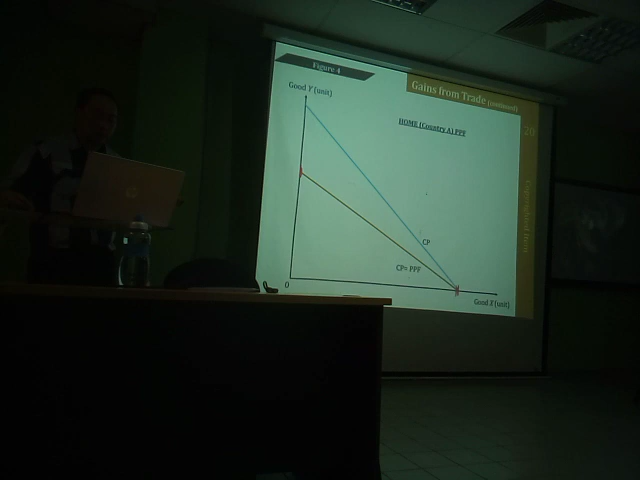 Figure 4
Gains from Trade (continued)
Good Y (unit)
HOME (Country A) PPF
20
CP
CP= PPF
0
Good X (unit)